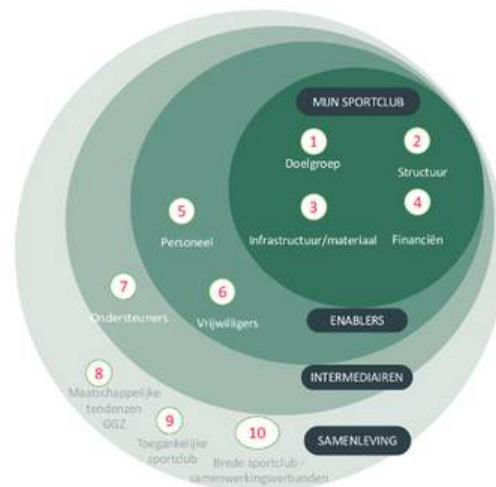 MIJN SPORTCLUB
1
2
Doelgroep
Structuur
3
4
Infrastructuur/materiaal
Financiën
5
Personeel
6
Vrijwilligers
7
Ondersteuners
ENABLERS
INTERMEDIAIREN
8
Maatschappelijke
tendenzen
GGZ
9
Toegankelijke
sportclub
10
Brede sportclub -
samenwerkingsverbanden
SAMENLEVING